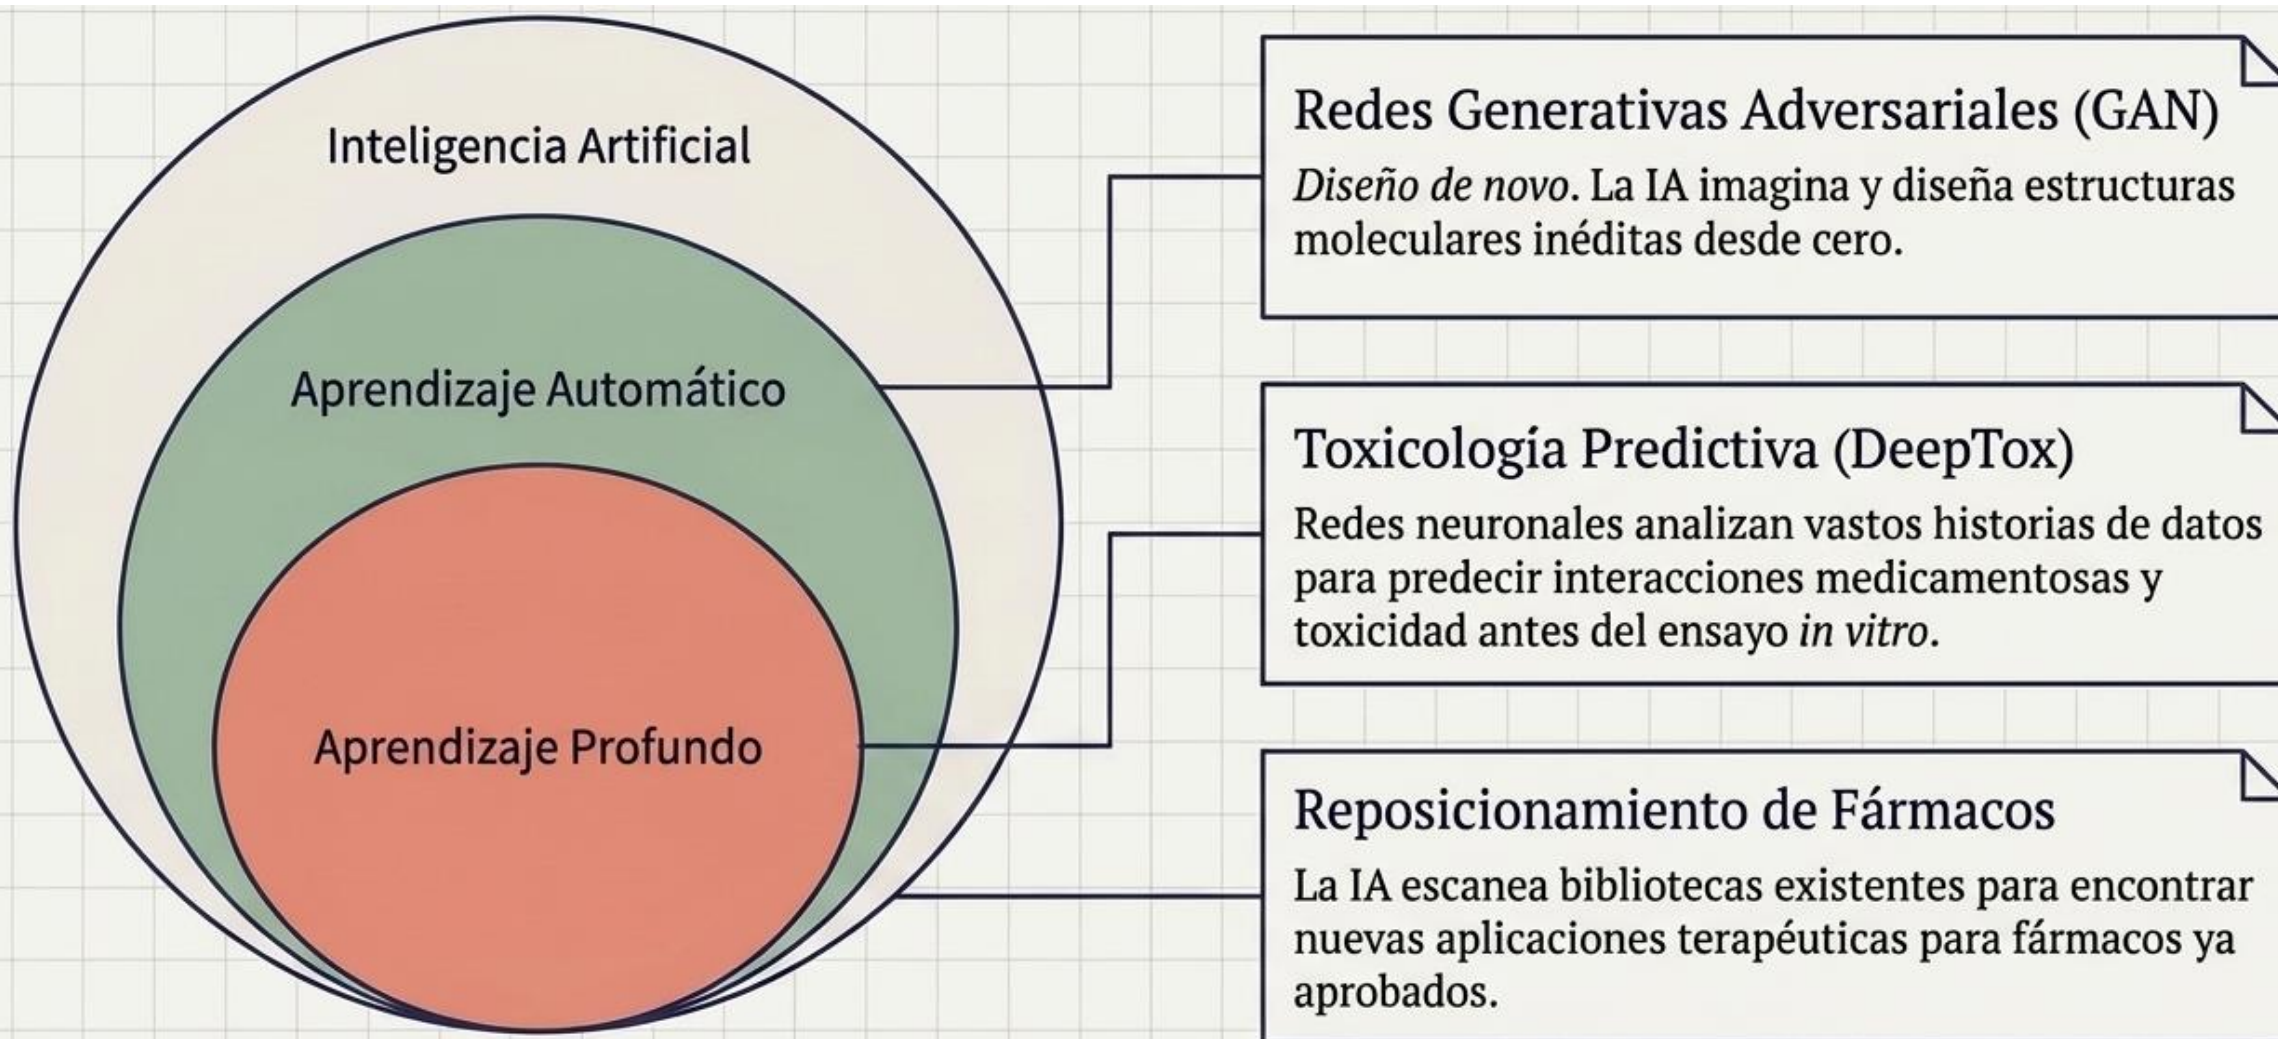 Inteligencia Artificial
Aprendizaje Automático
Aprendizaje Profundo
Redes Generativas Adversariales (GAN)
Diseño de novo. La IA imagina y diseña estructuras
moleculares inéditas desde cero.
Toxicología Predictiva (DeepTox)
Redes neuronales analizan vastos historias de datos
para predecir interacciones medicamentosas y
toxicidad antes del ensayo in vitro.
Reposicionamiento de Fármacos
La IA escanea bibliotecas existentes para encontrar
nuevas aplicaciones terapéuticas para fármacos ya
aprobados.